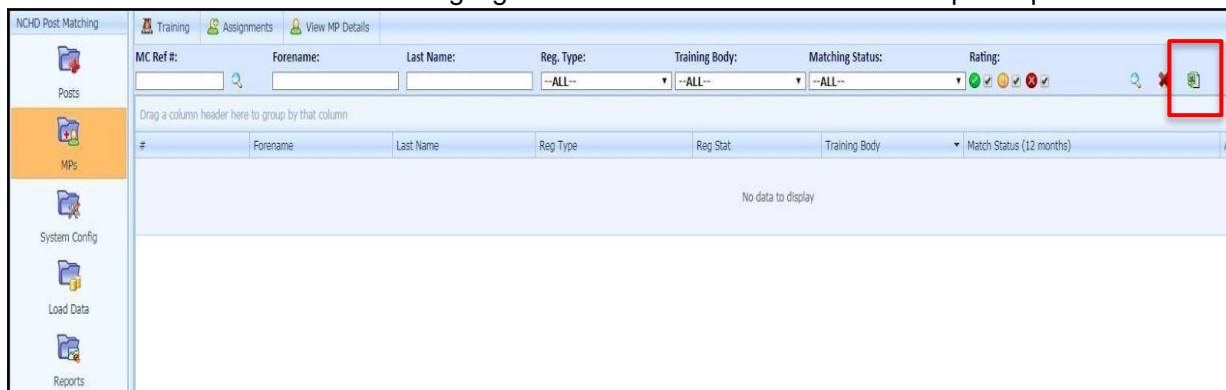 NCHD Post Matching
Training Assignments View MP Details
MC Ref #: Forename: Last Name: Reg. Type: Training Body: Matching Status: Rating:
--ALL-- --ALL-- --ALL--
Posts
Drag a column header here to group by that column
# Forename Last Name Reg Type Reg Stat Training Body Match Status (12 months)
MPs
No data to display
System Config
Load Data
Reports